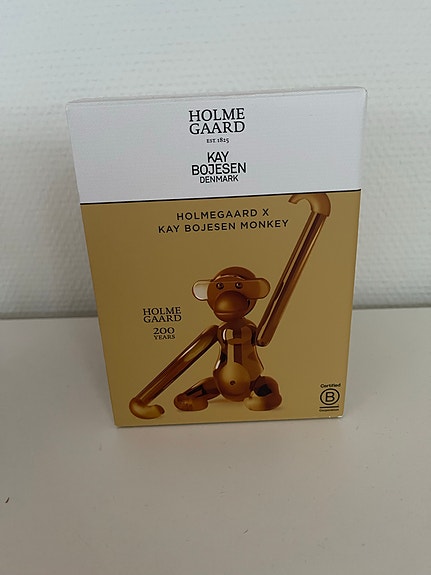 HOLME
GAARD
EST. 1825
KAY
BOJESEN
DENMARK
HOLMEGAARD X
KAY BOJESEN MONKEY
HOLME
GAARD
200
YEARS
Certified
B